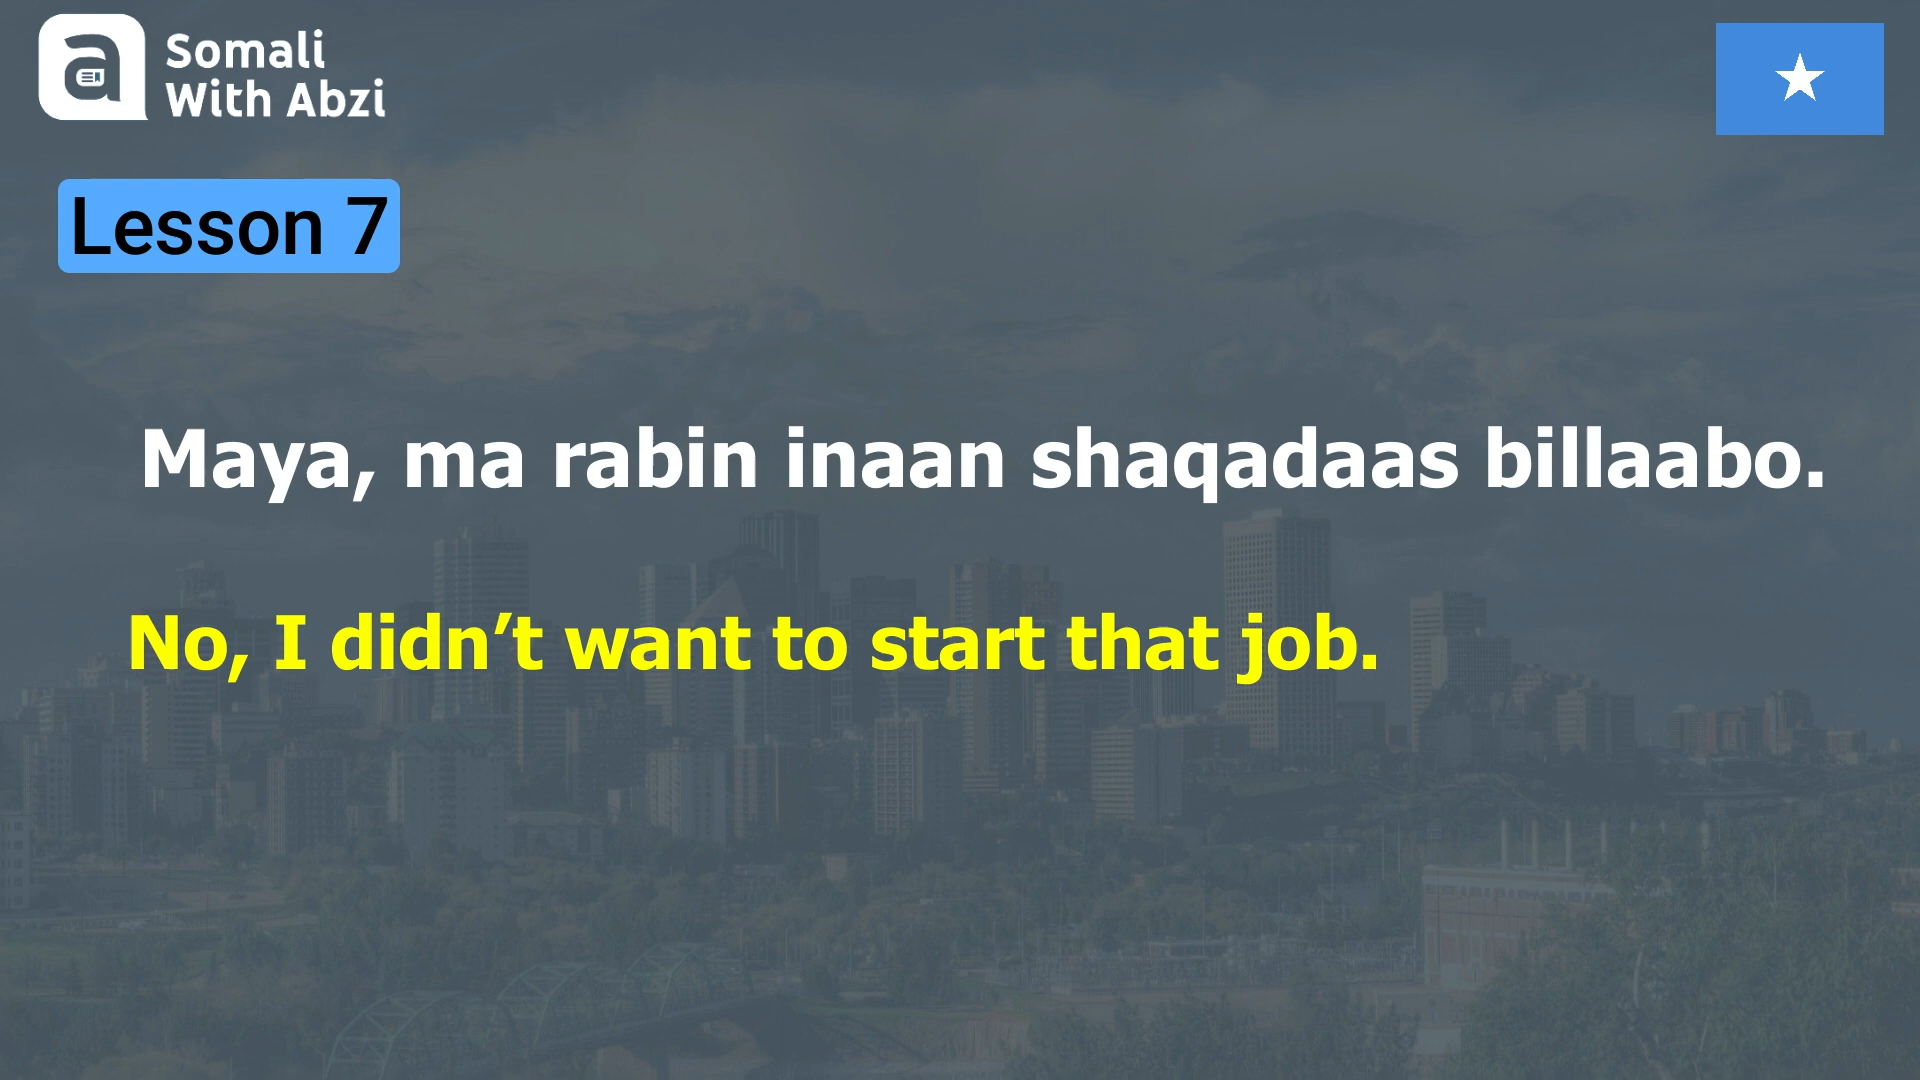 Somali
With Abzi
Lesson 7
Maya, ma rabin inaan shaqadaas billaabo.
No, I didn’t want to start that job.